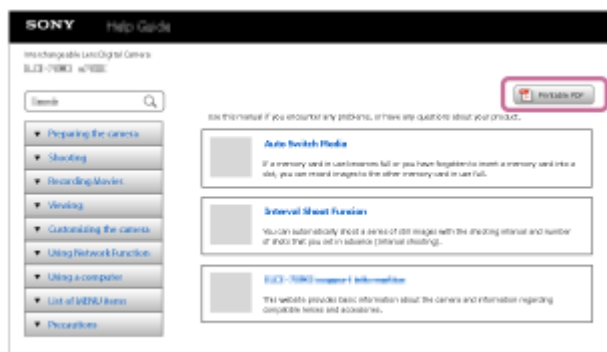 SONY Help Guide
Interchangeable Lens Digital Camera
Search
Printable PDF
Use this manual if you encounter any problems, or have any questions about your product.
Preparing the camera
Shooting
Recording Movies
Viewing
Customizing the camera
Using Network Function
Using a computer
List of MENU items
Precautions
Auto Switch Media
If a memory card in use becomes full or you have forgotten to insert a memory card into a
slot, you can record images to the other memory card in use full.
Interval Shoot Funsion
You can automatically shoot a series of still images with the shooting interval and number
of shots that you set in advance (Interval shooting).
support information
This website provides basic information about the camera and information regarding
compatible lenses and accessories.